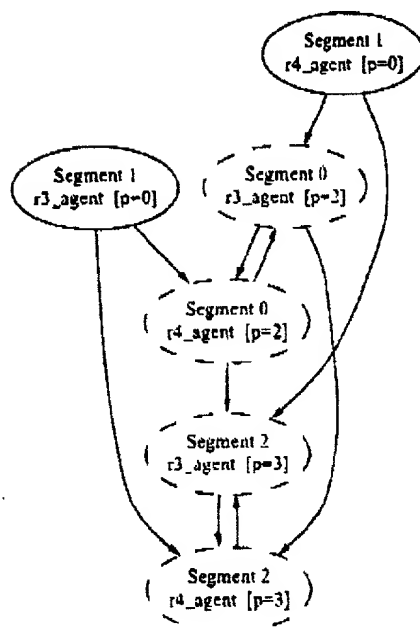 Segment 1
r4_agent [p=0]
Segment 0
r3_agent [p=2]
Segment 1
r3_agent [p=0]
Segment 0
r4_agent [p=2]
Segment 2
r3_agent [p=3]
Segment 2
r4_agent [p=3]